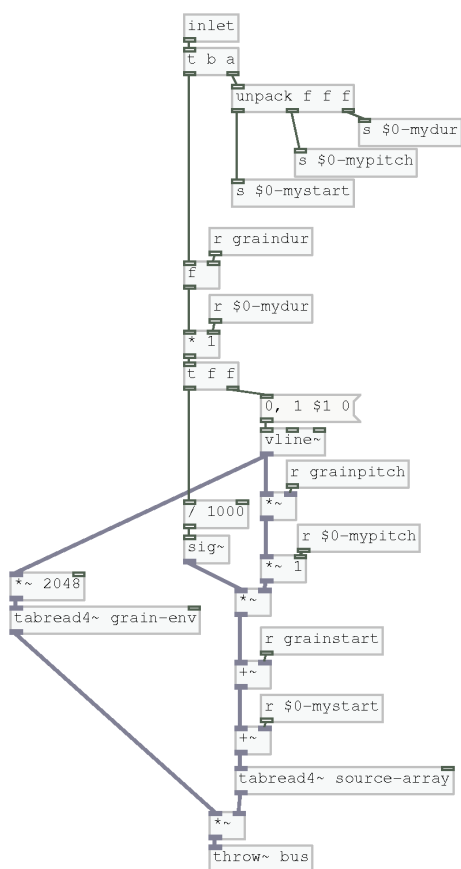 inlet
t b a
unpack f f f
s $0-mydur
s $0-mypitch
s $0-mystart
r graindur
f
r $0-mydur
* 1
t f f
0, 1 $1 0
vline~
r grainpitch
/ 1000
*~
r $0-mypitch
sig~
*~ 1
*~ 2048
*~
tabread4~ grain-env
r grainstart
+~
r $0-mystart
+~
tabread4~ source-array
*~
throw~ bus